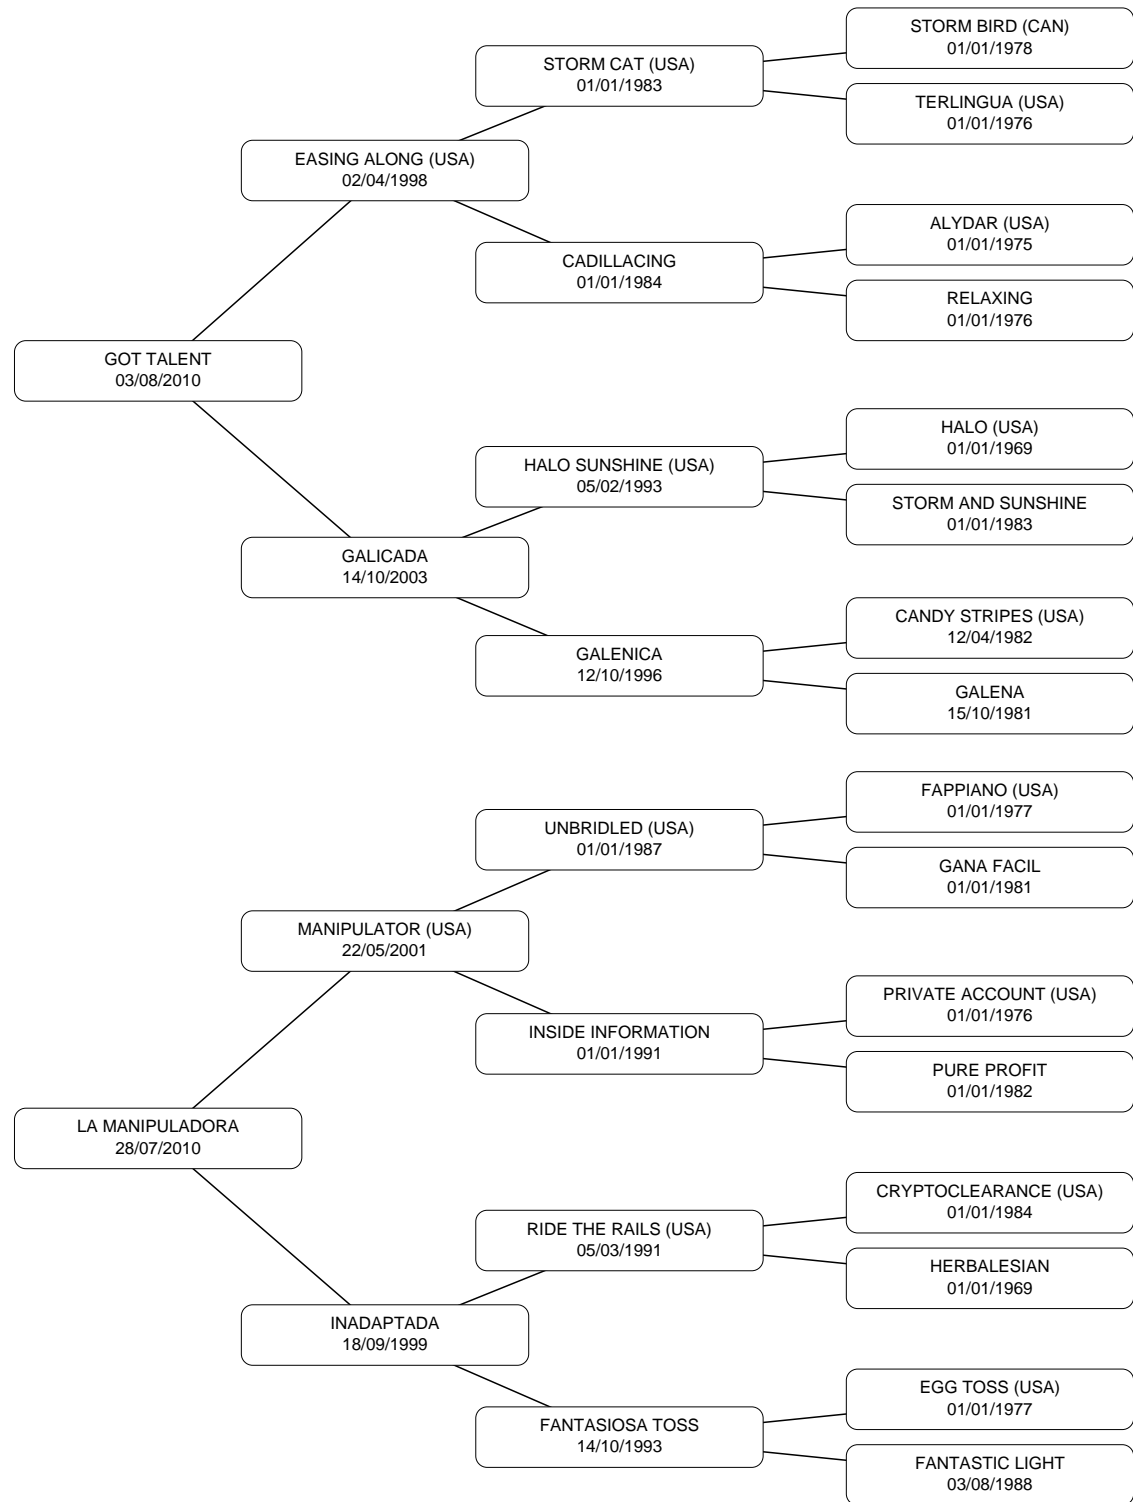 STORM BIRD (CAN)
01/01/1978
STORM CAT (USA)
01/01/1983
TERLINGUA (USA)
01/01/1976
EASING ALONG (USA)
02/04/1998
ALYDAR (USA)
01/01/1975
CADILLACING
01/01/1984
RELAXING
01/01/1976
GOT TALENT
03/08/2010
HALO (USA)
01/01/1969
HALO SUNSHINE (USA)
05/02/1993
STORM AND SUNSHINE
01/01/1983
GALICADA
14/10/2003
CANDY STRIPES (USA)
12/04/1982
GALENICA
12/10/1996
GALENA
15/10/1981
FAPPIANO (USA)
01/01/1977
UNBRIDLED (USA)
01/01/1987
GANA FACIL
01/01/1981
MANIPULATOR (USA)
22/05/2001
PRIVATE ACCOUNT (USA)
01/01/1976
INSIDE INFORMATION
01/01/1991
PURE PROFIT
01/01/1982
LA MANIPULADORA
28/07/2010
CRYPTOCLEARANCE (USA)
01/01/1984
RIDE THE RAILS (USA)
05/03/1991
HERBALESIAN
01/01/1969
INADAPTADA
18/09/1999
EGG TOSS (USA)
01/01/1977
FANTASIOSA TOSS
14/10/1993
FANTASTIC LIGHT
03/08/1988